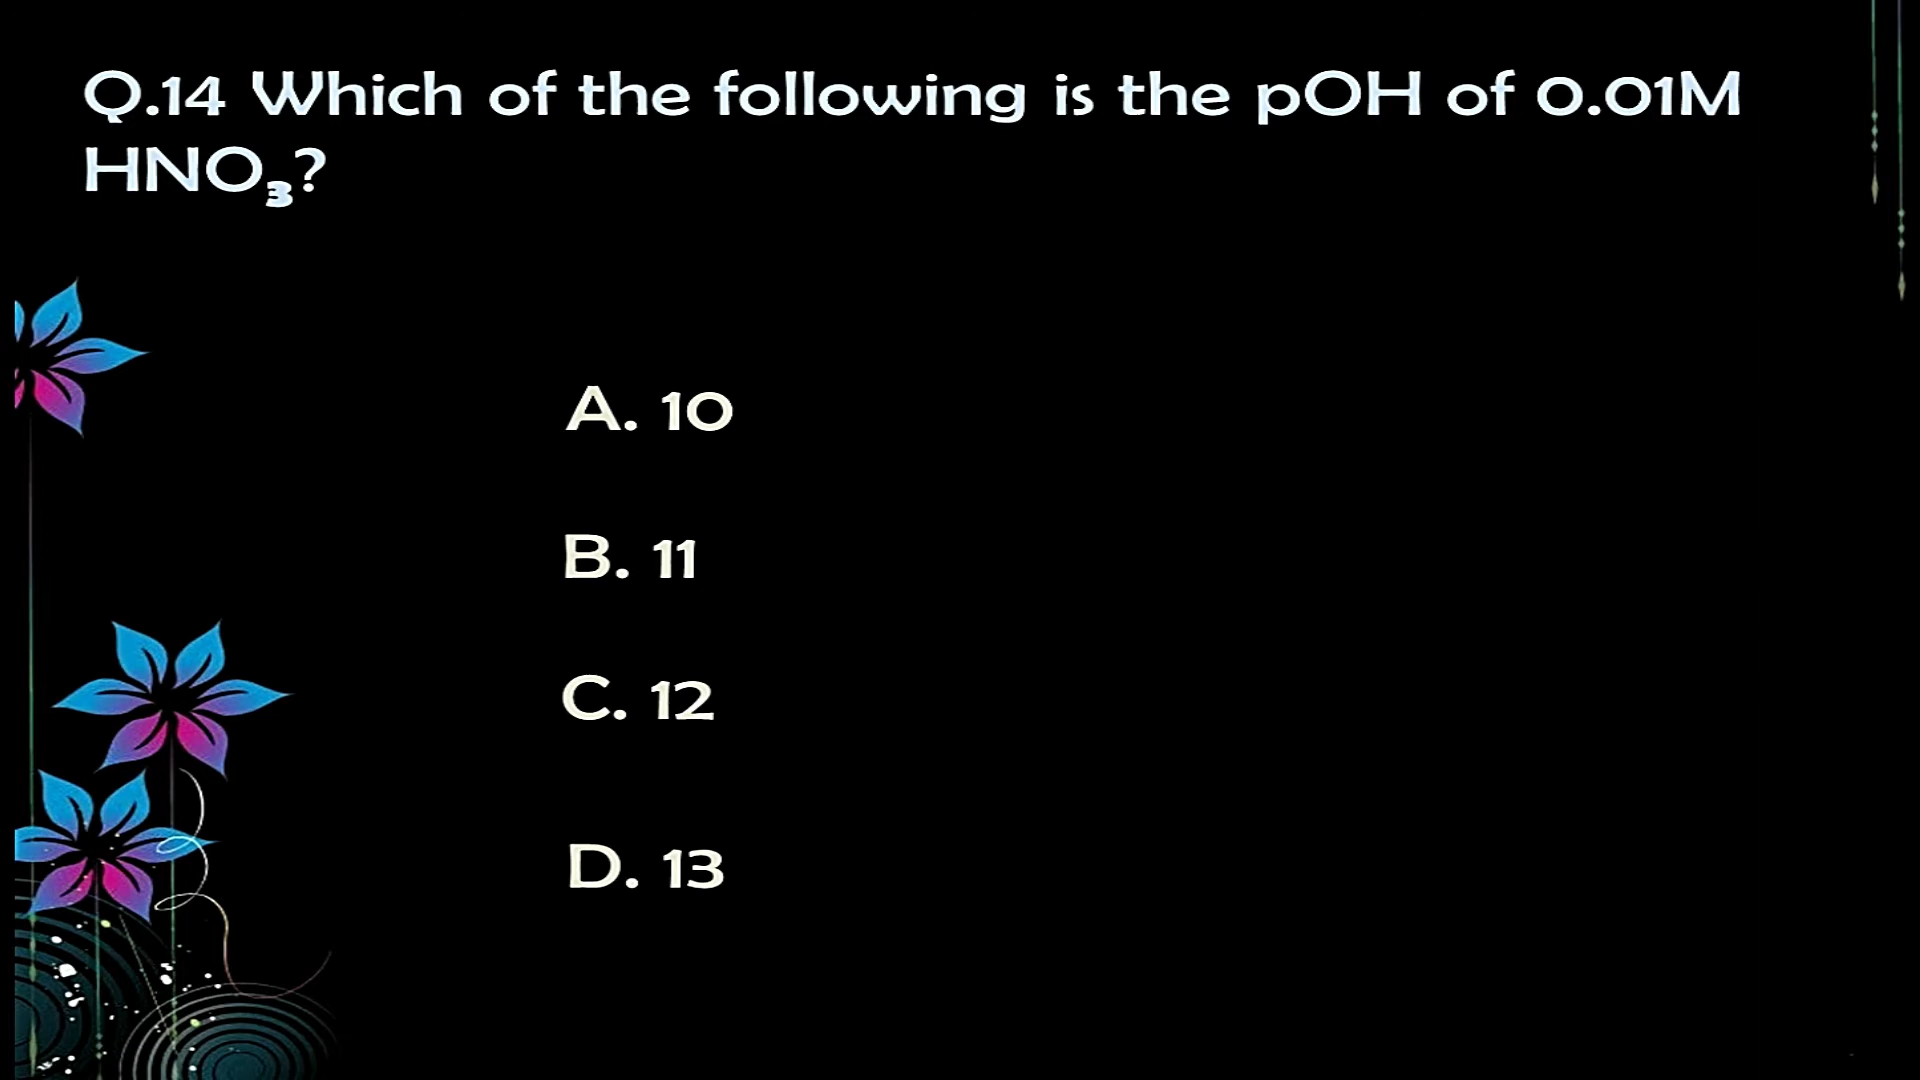 Q.14 Which of the following is the pOH of 0.01M
HNO₃?
A. 10
B. 11
C. 12
D. 13